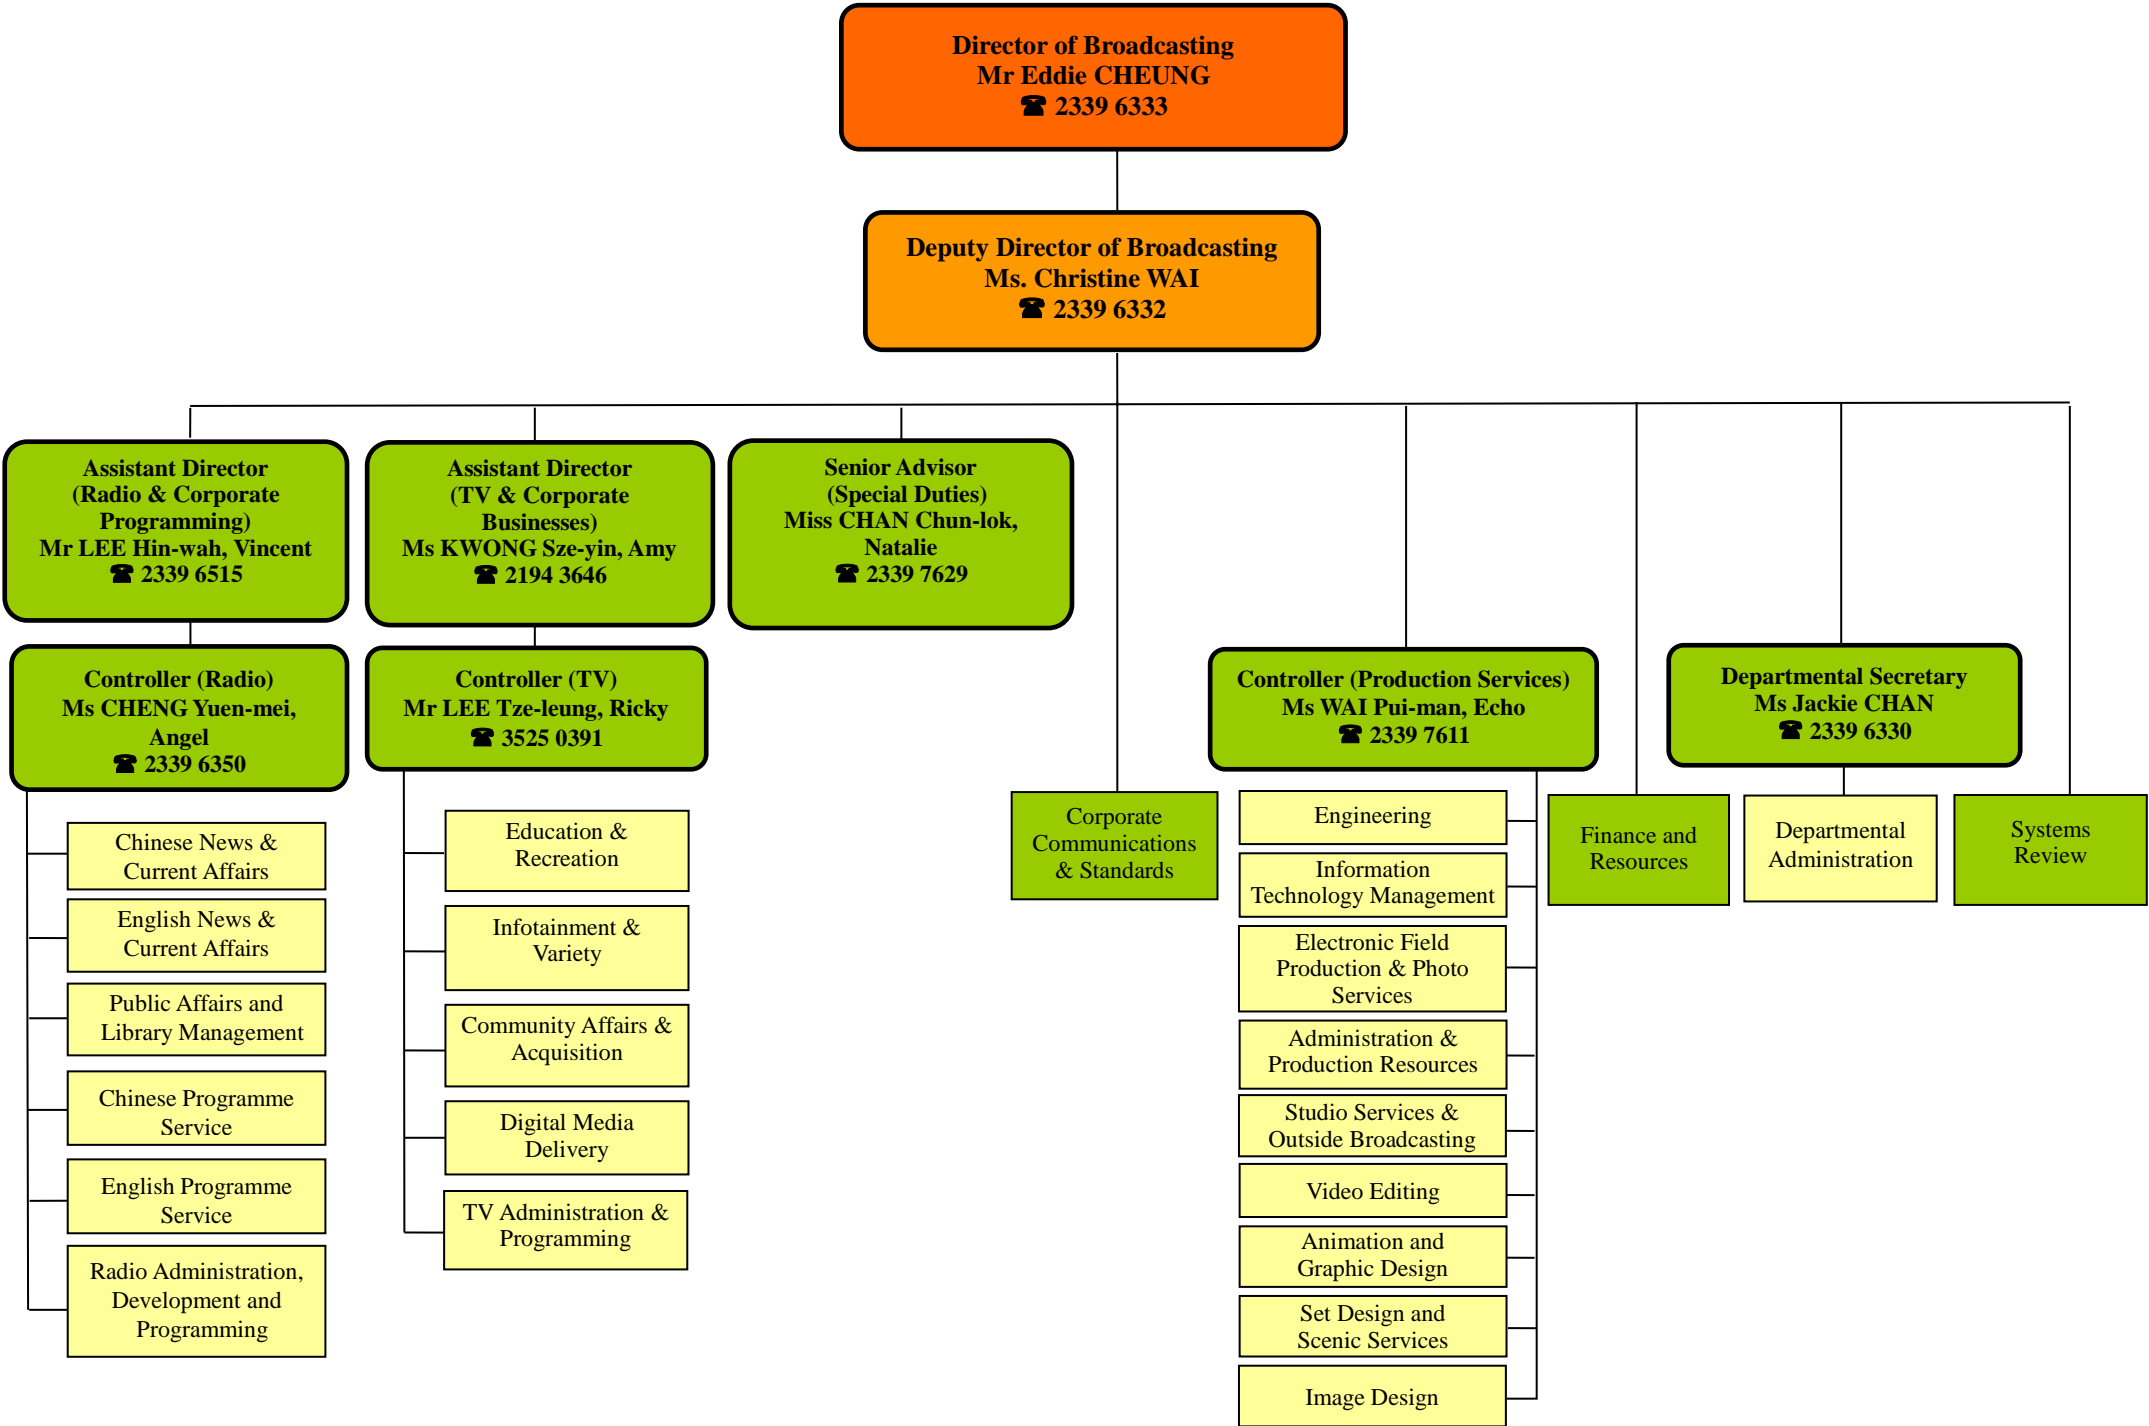 Director of Broadcasting
Mr Eddie CHEUNG
☎ 2339 6333
Deputy Director of Broadcasting
Ms. Christine WAI
☎ 2339 6332
Assistant Director
(Radio & Corporate
Programming)
Mr LEE Hin-wah, Vincent
☎ 2339 6515
Assistant Director
(TV & Corporate
Businesses)
Ms KWONG Sze-yin, Amy
☎ 2194 3646
Senior Advisor
(Special Duties)
Miss CHAN Chun-lok,
Natalie
☎ 2339 7629
Controller (Radio)
Ms CHENG Yuen-mei,
Angel
☎ 2339 6350
Controller (TV)
Mr LEE Tze-leung, Ricky
☎ 3525 0391
Controller (Production Services)
Ms WAI Pui-man, Echo
☎ 2339 7611
Departmental Secretary
Ms Jackie CHAN
☎ 2339 6330
Chinese News &
Current Affairs
English News &
Current Affairs
Public Affairs and
Library Management
Chinese Programme
Service
English Programme
Service
Radio Administration,
Development and
Programming
Education &
Recreation
Infotainment &
Variety
Community Affairs &
Acquisition
Digital Media
Delivery
TV Administration &
Programming
Corporate
Communications
& Standards
Engineering
Information
Technology Management
Electronic Field
Production & Photo
Services
Administration &
Production Resources
Studio Services &
Outside Broadcasting
Video Editing
Animation and
Graphic Design
Set Design and
Scenic Services
Image Design
Finance and
Resources
Departmental
Administration
Systems
Review